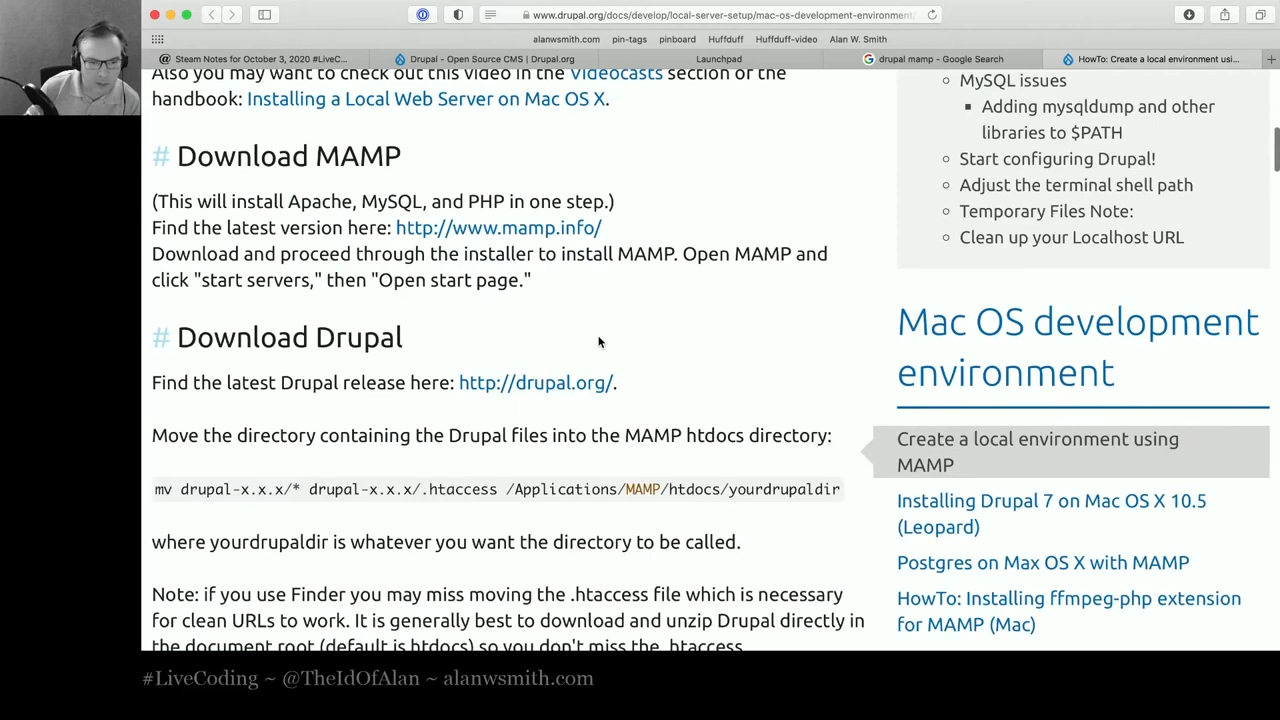 www.drupal.org/docs/develop/local-server-setup/mac-os-development-environment/
alanwsmith.com pin-tags pinboard Huffduff Huffduff-video Alan W. Smith
Steam Notes for October 3, 2020 #LiveC... Drupal - Open Source CMS | Drupal.org Launchpad drupal mamp - Google Search HowTo: Create a local environment usi...
Also you may want to check out this video in the Videocasts section of the
handbook: Installing a Local Web Server on Mac OS X.
# Download MAMP
(This will install Apache, MySQL, and PHP in one step.)
Find the latest version here: http://www.mamp.info/
Download and proceed through the installer to install MAMP. Open MAMP and
click "start servers," then "Open start page."
# Download Drupal
Find the latest Drupal release here: http://drupal.org/.
Move the directory containing the Drupal files into the MAMP htdocs directory:
mv drupal-x.x.x/* drupal-x.x.x/.htaccess /Applications/MAMP/htdocs/yourdrupaldir
where yourdrupaldir is whatever you want the directory to be called.
Note: if you use Finder you may miss moving the .htaccess file which is necessary
for clean URLs to work. It is generally best to download and unzip Drupal directly in
the document root (default is htdocs) so you don't miss the .htaccess
MySQL issues
Adding mysqldump and other
libraries to $PATH
Start configuring Drupal!
Adjust the terminal shell path
Temporary Files Note:
Clean up your Localhost URL
Mac OS development
environment
Create a local environment using
MAMP
Installing Drupal 7 on Mac OS X 10.5
(Leopard)
Postgres on Max OS X with MAMP
HowTo: Installing ffmpeg-php extension
for MAMP (Mac)
#LiveCoding ~ @TheIdOfAlan ~ alanwsmith.com